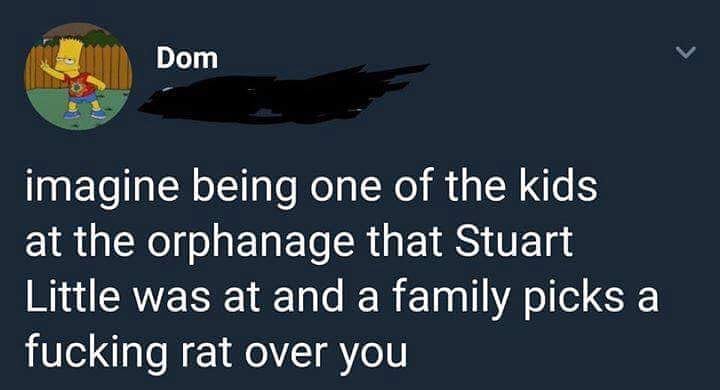 Dom
imagine being one of the kids
at the orphanage that Stuart
Little was at and a family picks a
fucking rat over you